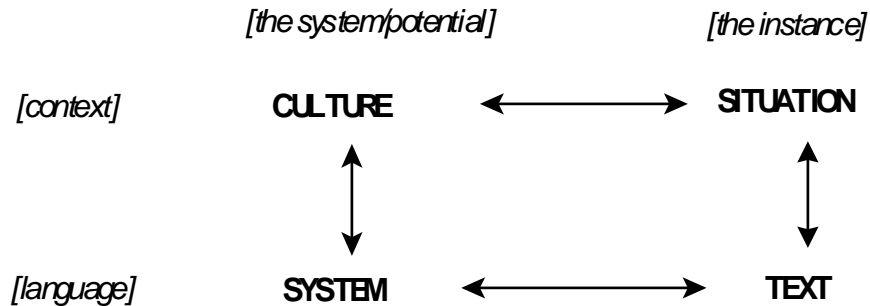 [the system/potential] [the instance]
[context] CULTURE SITUATION
[language] SYSTEM TEXT